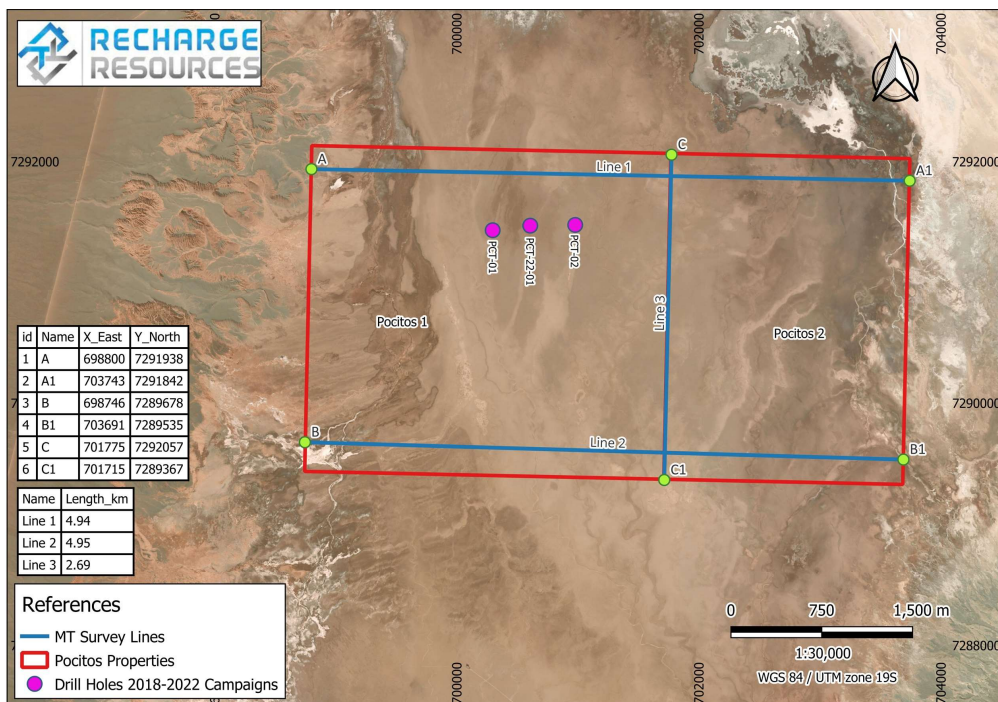 RECHARGE
RESOURCES
0
700000
702000
704000
N
7292000
7292000
A
Line 1
C
A1
PCT-01
PCT-22-01
PCT-02
Line 3
Pocitos 1
Pocitos 2
id Name X_East Y_North
1 A 698800 7291938
2 A1 703743 7291842
3 B 698746 7289678
4 B1 703691 7289535
5 C 701775 7292057
6 C1 701715 7289367
7
7290000
B
Line 2
B1
C1
Name Length_km
Line 1 4.94
Line 2 4.95
Line 3 2.69
References
MT Survey Lines
Pocitos Properties
Drill Holes 2018-2022 Campaigns
0 750 1,500 m
1:30,000
WGS 84 / UTM zone 19S
7288000
700000
702000
704000